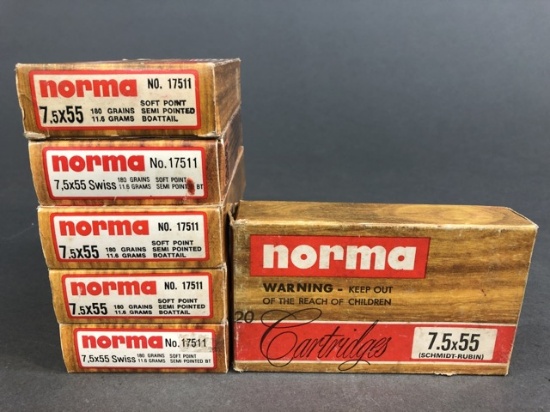 norma NO. 17511
7.5x55 180 GRAINS SOFT POINT
11.6 GRAMS SEMI POINTED
BOATTAIL
norma No. 17511
7,5x55 Swiss 180 GRAINS SOFT POINT
11,6 GRAMS SEMI POINTED BT
norma NO. 17511
7.5x55 180 GRAINS SOFT POINT
11.6 GRAMS SEMI POINTED
BOATTAIL
norma NO. 17511
7.5x55 180 GRAINS SOFT POINT
11.6 GRAMS SEMI POINTED
BOATTAIL
norma No. 17511
7,5x55 Swiss 180 GRAINS SOFT POINT
11,6 GRAMS SEMI POINTED BT
norma
WARNING - KEEP OUT
OF THE REACH OF CHILDREN
20 Cartridges
7.5x55
(SCHMIDT-RUBIN)